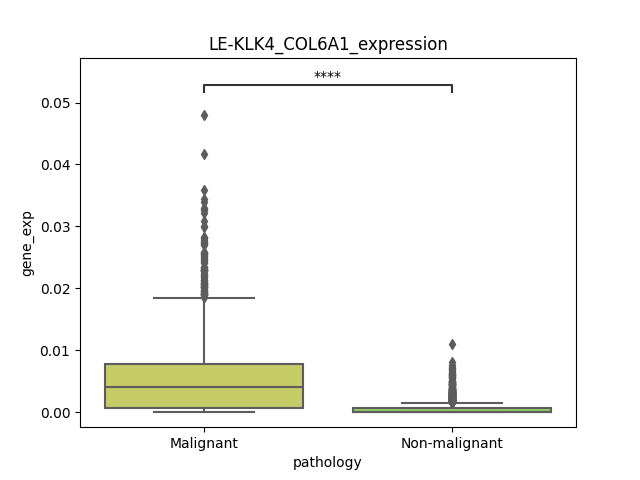 LE-KLK4_COL6A1_expression
****
0.05
0.04
0.03
0.02
0.01
0.00
gene_exp
Malignant
Non-malignant
pathology